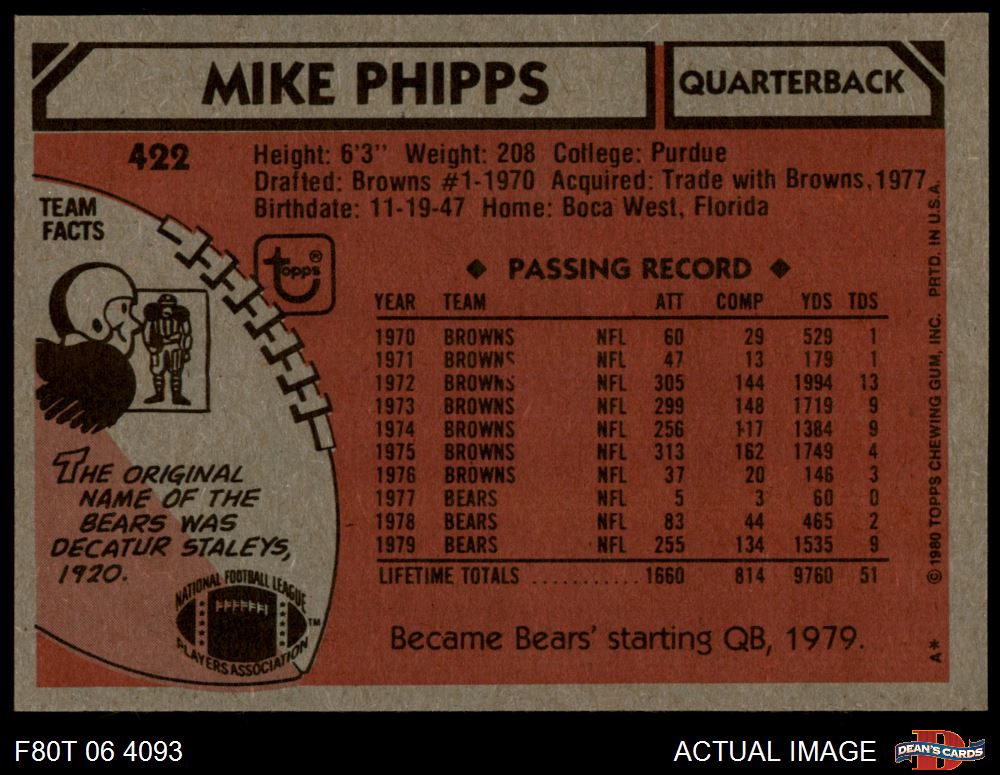 MIKE PHIPPS
QUARTERBACK
422
Height: 6'3" Weight: 208 College: Purdue
Drafted: Browns #1-1970 Acquired: Trade with Browns, 1977
Birthdate: 11-19-47 Home: Boca West, Florida
TEAM
FACTS
topps®
THE ORIGINAL
NAME OF THE
BEARS WAS
DECATUR STALEYS,
1920.
NATIONAL FOOTBALL LEAGUE
PLAYERS ASSOCIATION™
◆ PASSING RECORD ◆
YEAR TEAM ATT COMP YDS TDS
1970 BROWNS NFL 60 29 529 1
1971 BROWNS NFL 47 13 179 1
1972 BROWNS NFL 305 144 1994 13
1973 BROWNS NFL 299 148 1719 9
1974 BROWNS NFL 256 117 1384 9
1975 BROWNS NFL 313 162 1749 4
1976 BROWNS NFL 37 20 146 3
1977 BEARS NFL 5 3 60 0
1978 BEARS NFL 83 44 465 2
1979 BEARS NFL 255 134 1535 9
LIFETIME TOTALS ........... 1660 814 9760 51
Became Bears' starting QB, 1979.
A* © 1980 TOPPS CHEWING GUM, INC. PRTD. IN U.S.A.
F80T 06 4093
ACTUAL IMAGE
D
DEAN'S CARDS